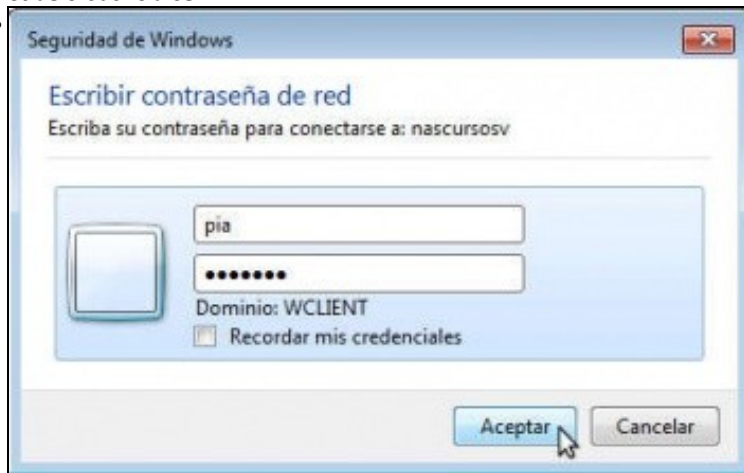 Seguridad de Windows
Escribir contraseña de red
Escriba su contraseña para conectarse a: nascursosv
pia
•••••••
Dominio: WCLIENT
Recordar mis credenciales
Aceptar
Cancelar